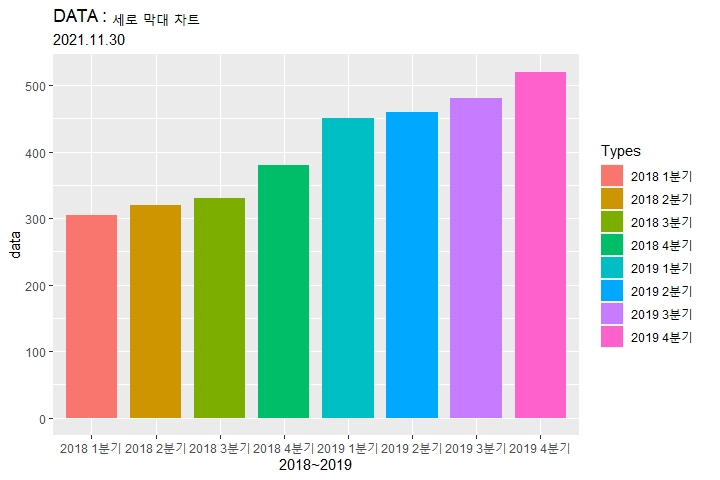 DATA : 세로 막대 차트
2021.11.30
data
500
400
300
200
100
0
2018 1분기 2018 2분기 2018 3분기 2018 4분기 2019 1분기 2019 2분기 2019 3분기 2019 4분기
2018~2019
Types
2018 1분기
2018 2분기
2018 3분기
2018 4분기
2019 1분기
2019 2분기
2019 3분기
2019 4분기